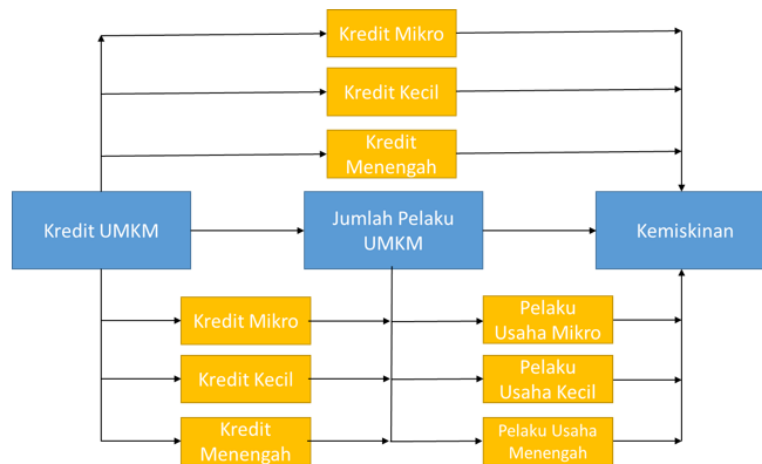 Kredit Mikro
Kredit Kecil
Kredit
Menengah
Kredit UMKM
Jumlah Pelaku
UMKM
Kemiskinan
Kredit Mikro
Pelaku
Usaha Mikro
Kredit Kecil
Pelaku
Usaha Kecil
Kredit
Menengah
Pelaku Usaha
Menengah